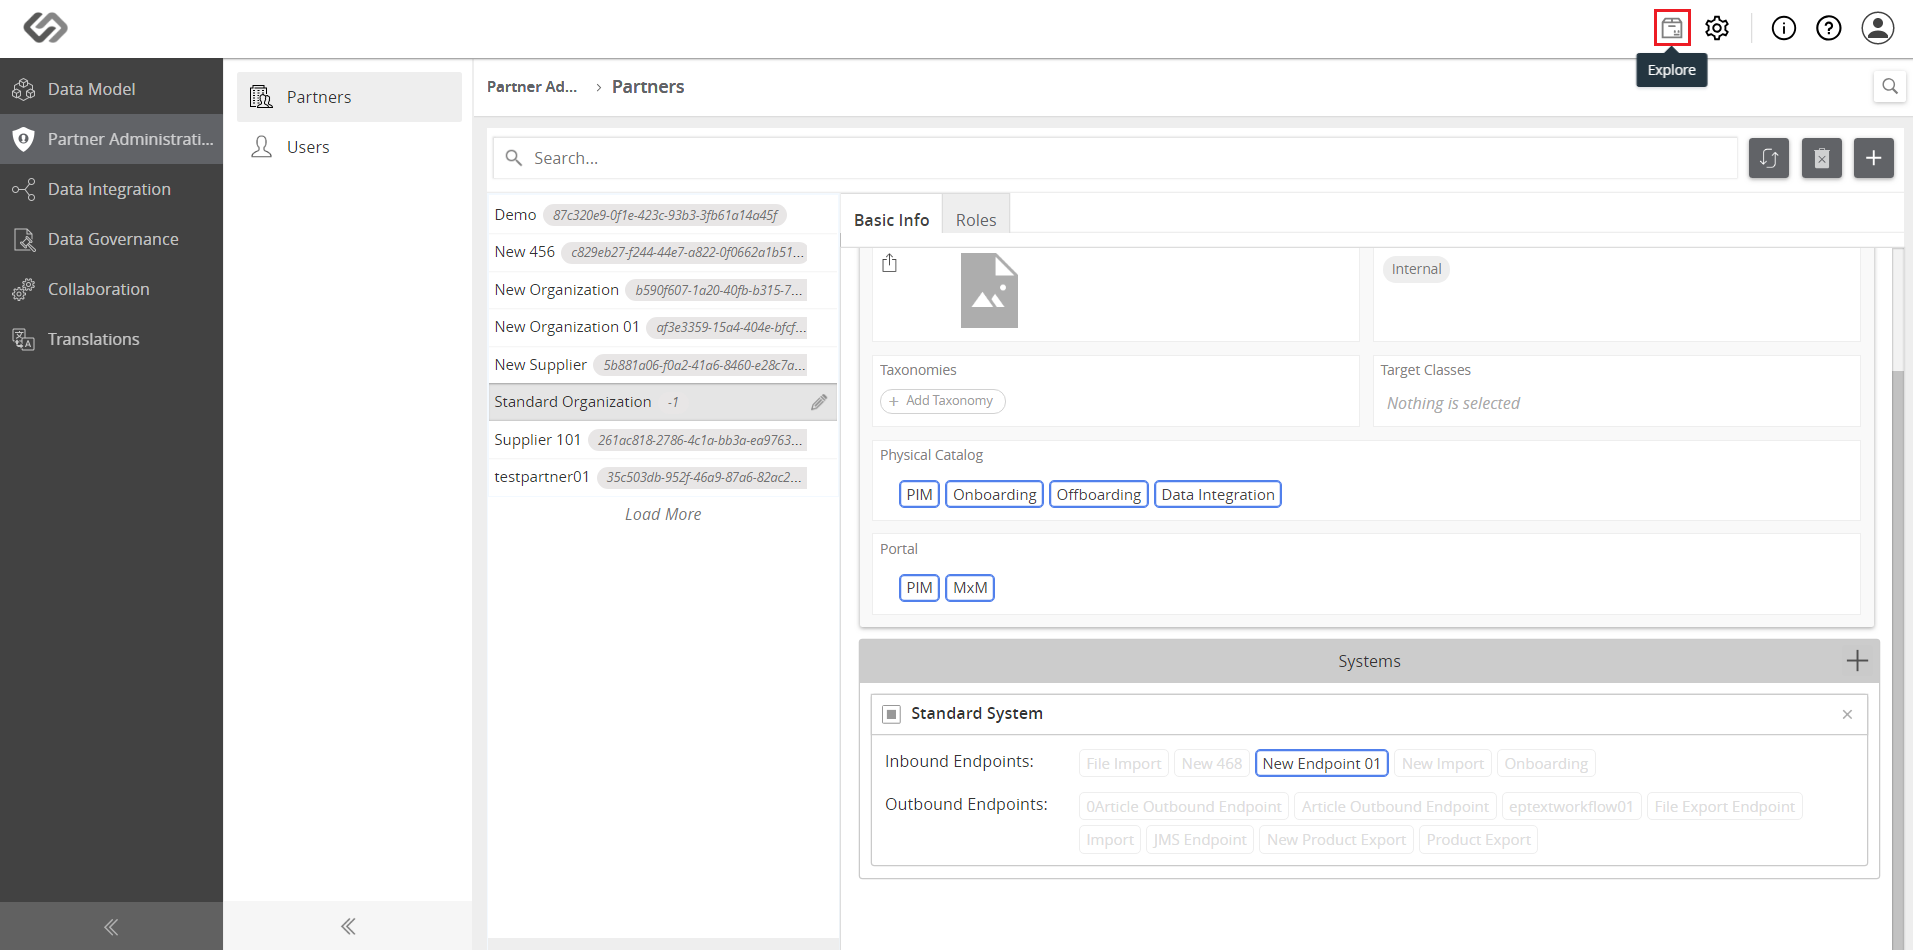 Explore
Data Model
Partner Administrati...
Data Integration
Data Governance
Collaboration
Translations
Partners
Users
Partner Ad... › Partners
Search...
Demo 87c320e9-0f1e-423c-93b3-3fb61a14a45f
New 456 c829eb27-f244-44e7-a822-0f0662a1b51...
New Organization b590f607-1a20-40fb-b315-7...
New Organization 01 af3e3359-15a4-404e-bfcf...
New Supplier 5b881a06-f0a2-41a6-8460-e28c7a...
Standard Organization -1
Supplier 101 261ac818-2786-4c1a-bb3a-ea9763...
testpartner01 35c503db-952f-46a9-87a6-82ac2...
Load More
Basic Info Roles
Internal
Taxonomies
+ Add Taxonomy
Target Classes
Nothing is selected
Physical Catalog
PIM Onboarding Offboarding Data Integration
Portal
PIM MxM
Systems
Standard System
Inbound Endpoints: File Import New 468 New Endpoint 01 New Import Onboarding
Outbound Endpoints: 0Article Outbound Endpoint Article Outbound Endpoint eptextworkflow01 File Export Endpoint
Import JMS Endpoint New Product Export Product Export